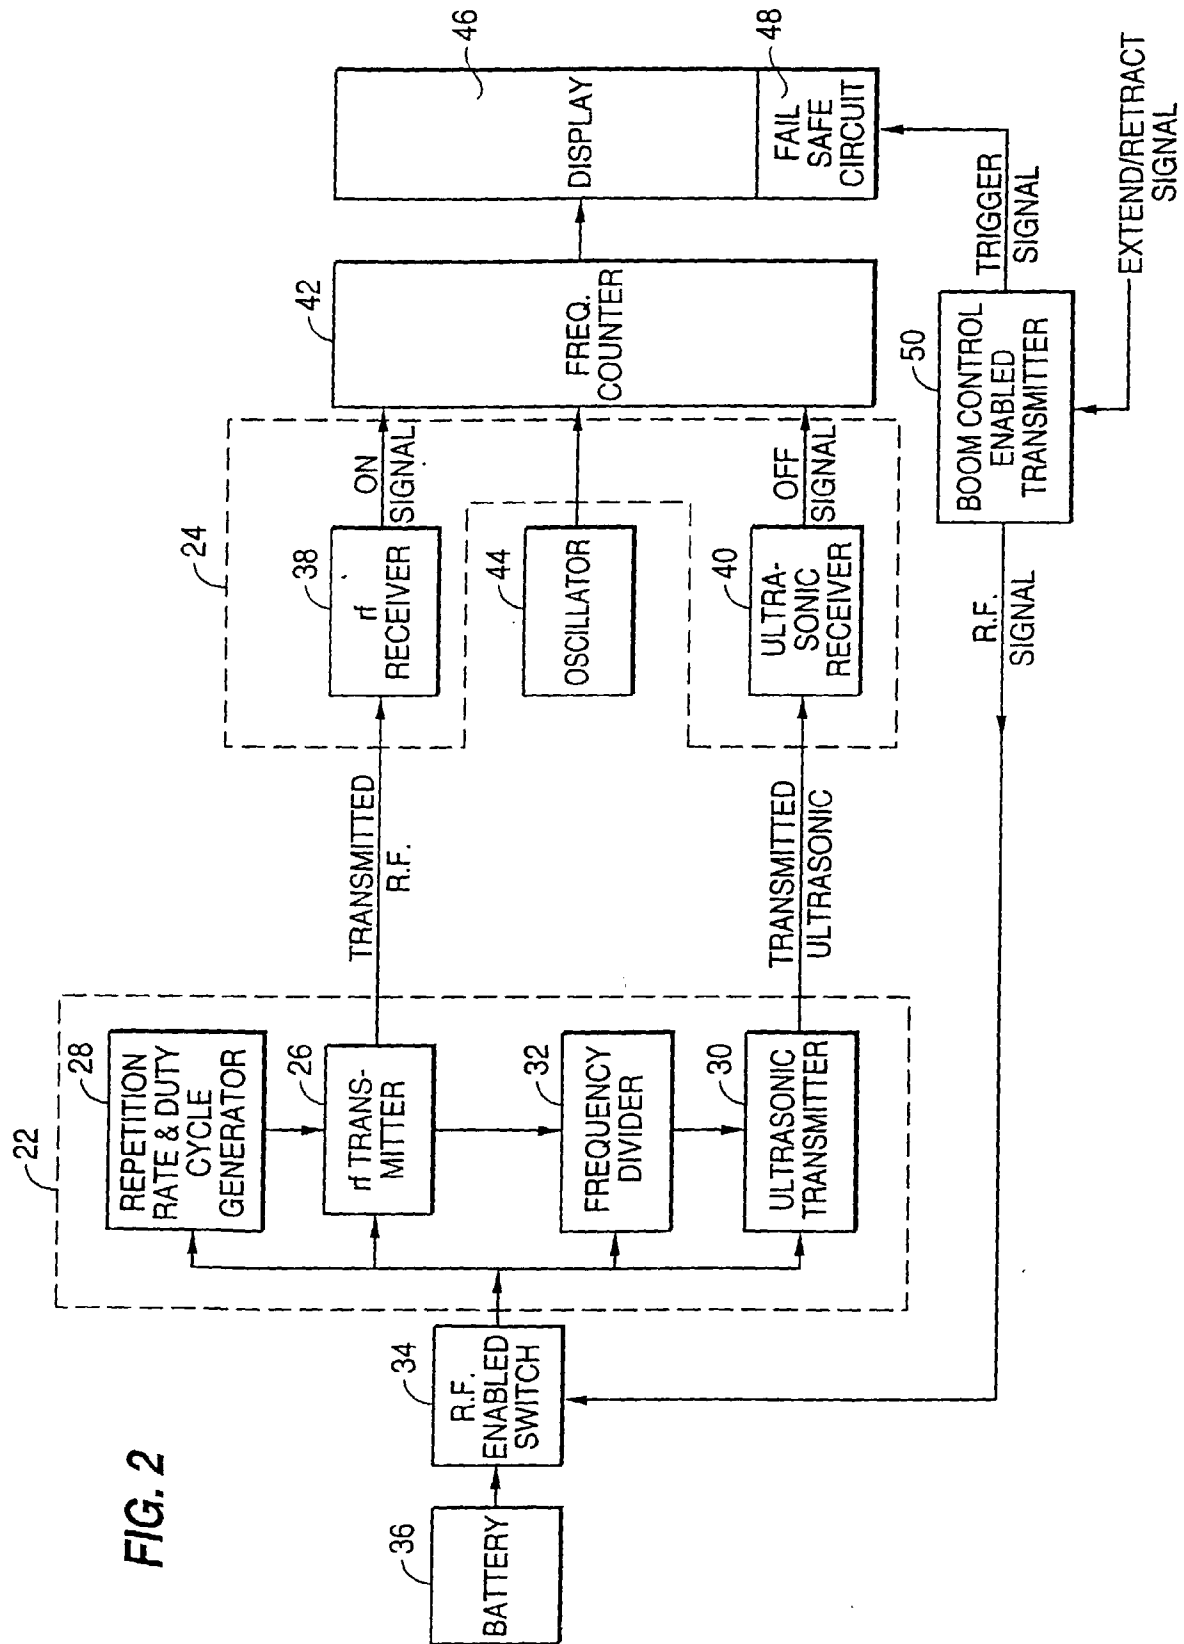 FIG. 2
36
BATTERY
34
R.F.
ENABLED
SWITCH
22
28
REPETITION
RATE & DUTY
CYCLE
GENERATOR
26
rf TRANS-
MITTER
32
FREQUENCY
DIVIDER
30
ULTRASONIC
TRANSMITTER
TRANSMITTED
R.F.
TRANSMITTED
ULTRASONIC
24
38
rf
RECEIVER
44
OSCILLATOR
40
ULTRA-
SONIC
RECEIVER
ON
SIGNAL
OFF
SIGNAL
42
FREQ.
COUNTER
46
DISPLAY
48
FAIL
SAFE
CIRCUIT
R.F.
SIGNAL
50
BOOM CONTROL
ENABLED
TRANSMITTER
TRIGGER
SIGNAL
EXTEND/RETRACT
SIGNAL